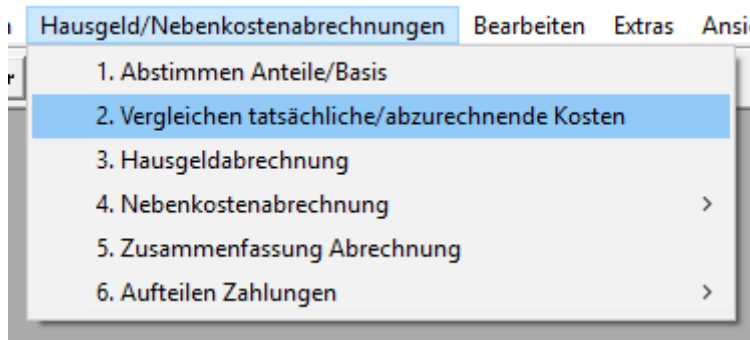 Hausgeld/Nebenkostenabrechnungen Bearbeiten Extras
1. Abstimmen Anteile/Basis
2. Vergleichen tatsächliche/abzurechnende Kosten
3. Hausgeldabrechnung
4. Nebenkostenabrechnung >
5. Zusammenfassung Abrechnung
6. Aufteilen Zahlungen >